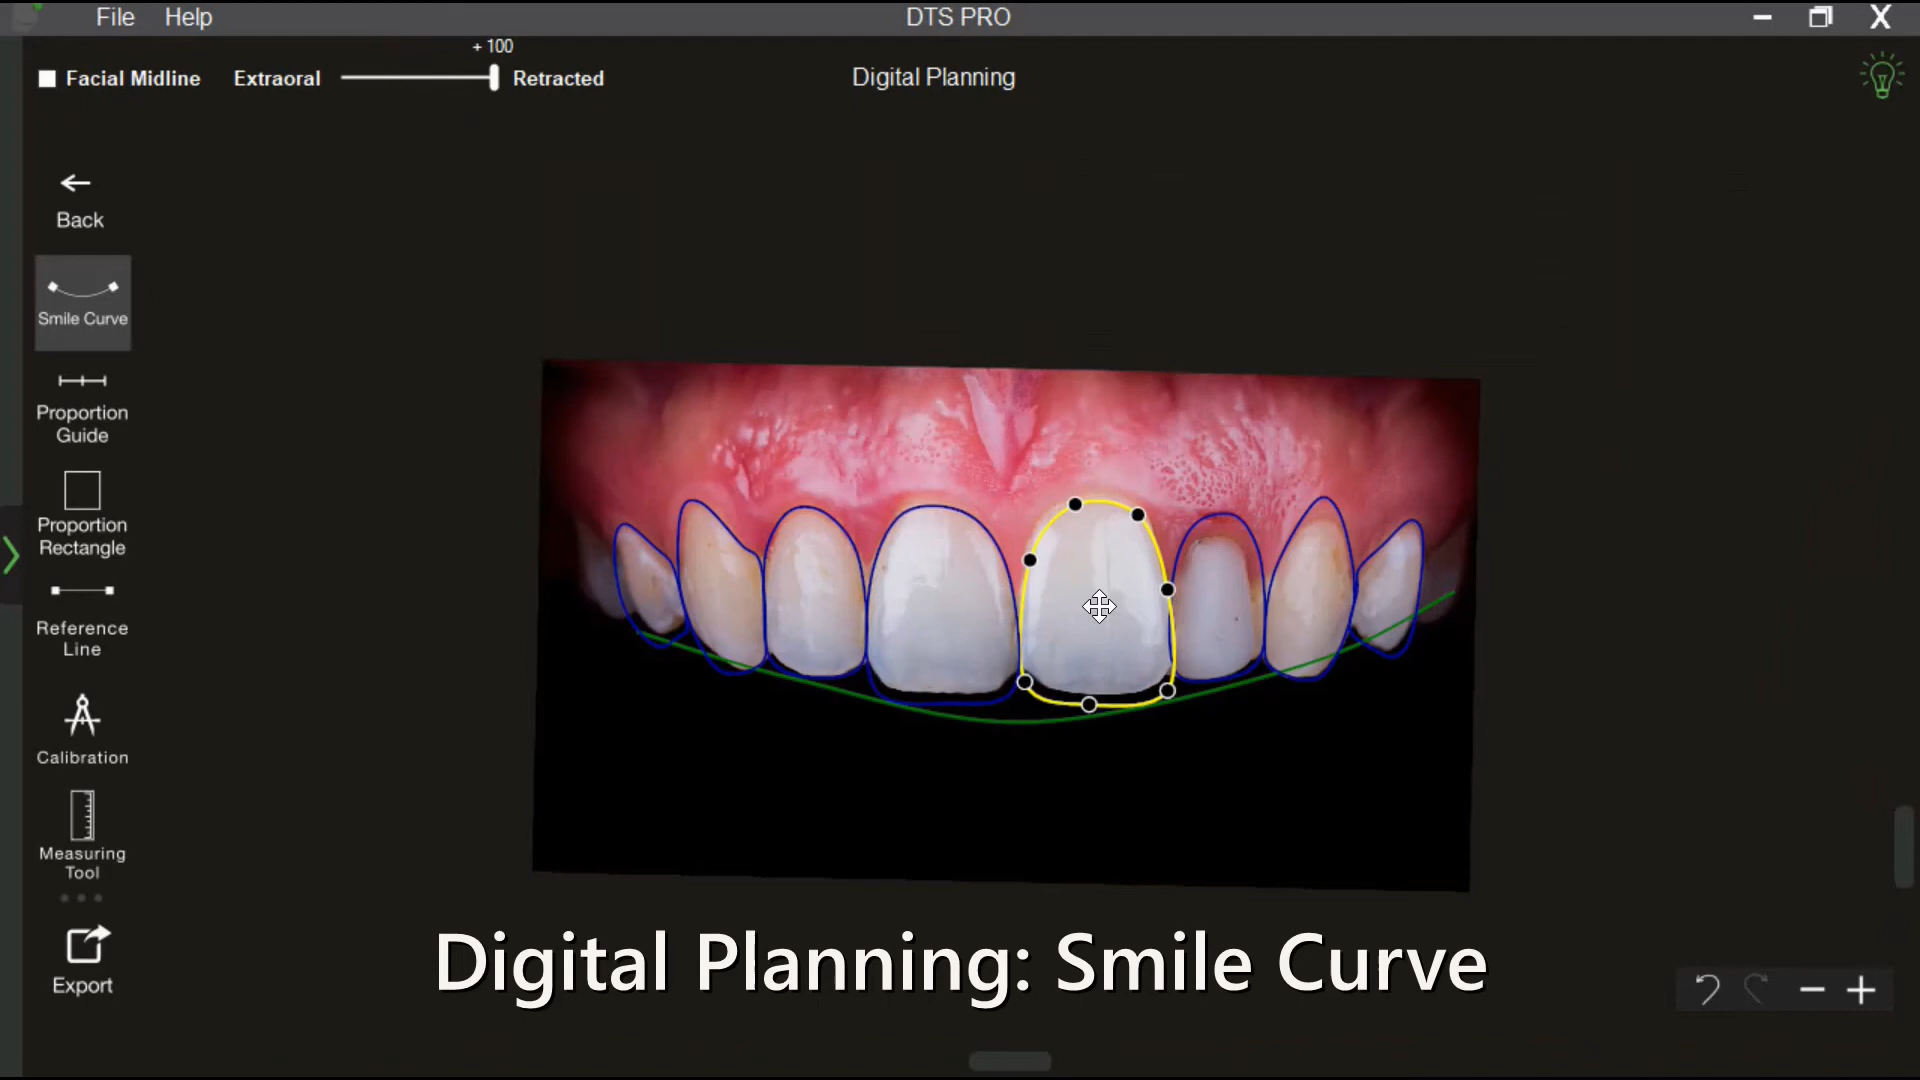 File Help
DTS PRO
+ 100
Facial Midline Extraoral Retracted
Digital Planning
Back
Smile Curve
Proportion
Guide
Proportion
Rectangle
Reference
Line
Calibration
Measuring
Tool
Export
Digital Planning: Smile Curve